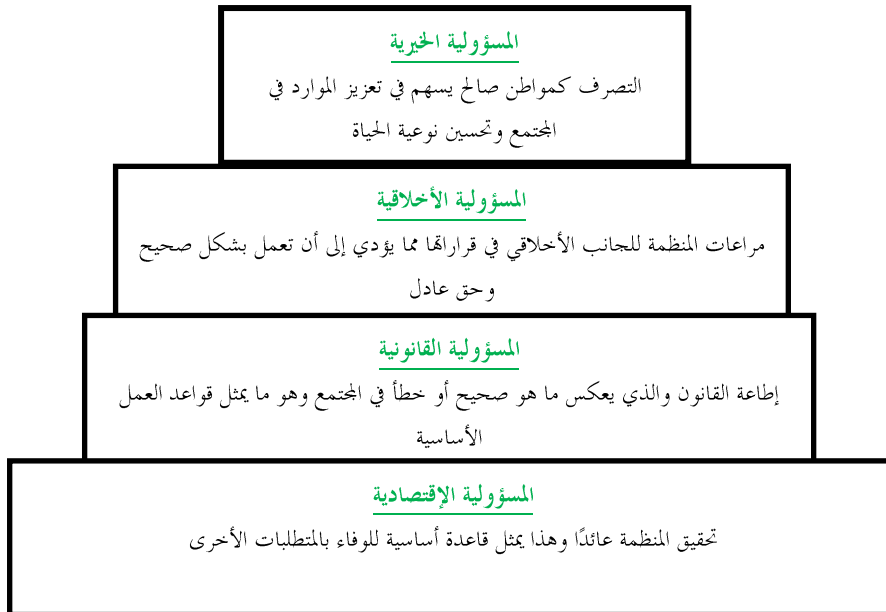 المسؤولية الخيرية
التصرف كمواطن صالح يسهم في تعزيز الموارد في
المجتمع وتحسين نوعية الحياة
المسؤولية الأخلاقية
مراعات المنظمة للجانب الأخلاقي في قراراتها مما يؤدي إلى أن تعمل بشكل صحيح
وحق عادل
المسؤولية القانونية
إطاعة القانون والذي يعكس ما هو صحيح أو خطأ في المجتمع وهو ما يمثل قواعد العمل
الأساسية
المسؤولية الإقتصادية
تحقيق المنظمة عائدًا وهذا يمثل قاعدة أساسية للوفاء بالمتطلبات الأخرى